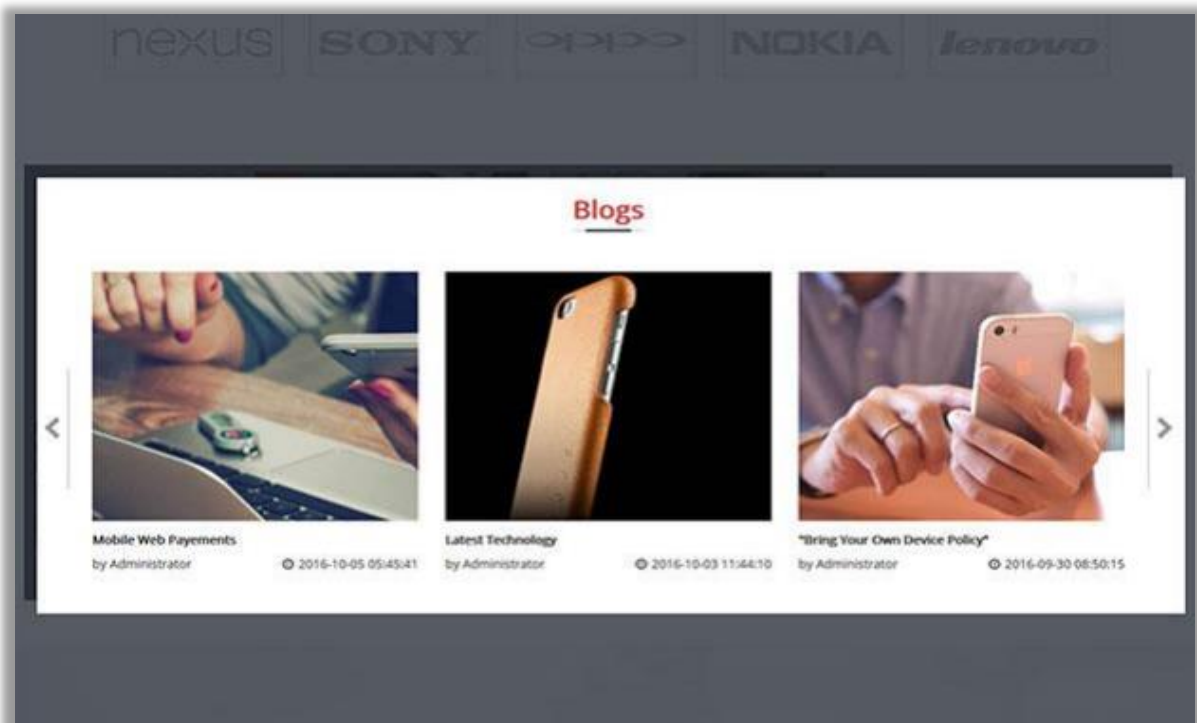 nexus SONY oppo NOKIA lenovo
Blogs
Mobile Web Payements
by Administrator 2016-10-05 05:45:41
Latest Technology
by Administrator 2016-10-03 11:44:10
"Bring Your Own Device Policy"
by Administrator 2016-09-30 08:50:15